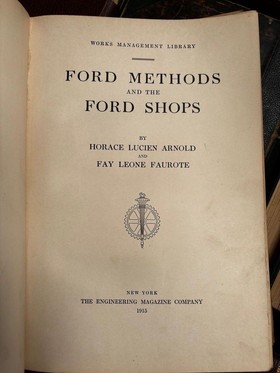 WORKS MANAGEMENT LIBRARY
FORD METHODS
AND THE
FORD SHOPS
BY
HORACE LUCIEN ARNOLD
AND
FAY LEONE FAUROTE
NEW YORK
THE ENGINEERING MAGAZINE COMPANY
1915